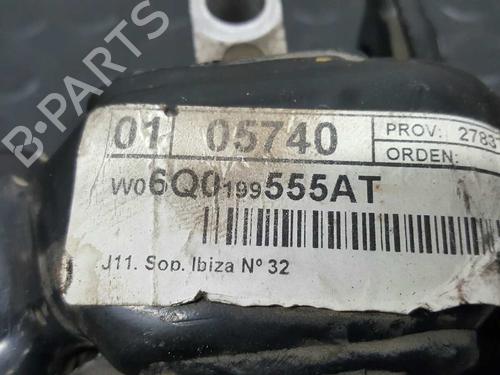 B-PARTS
01 05740 PROV: 2783
ORDEN:
W06Q0199555AT
J11. Sop. Ibiza Nº 32